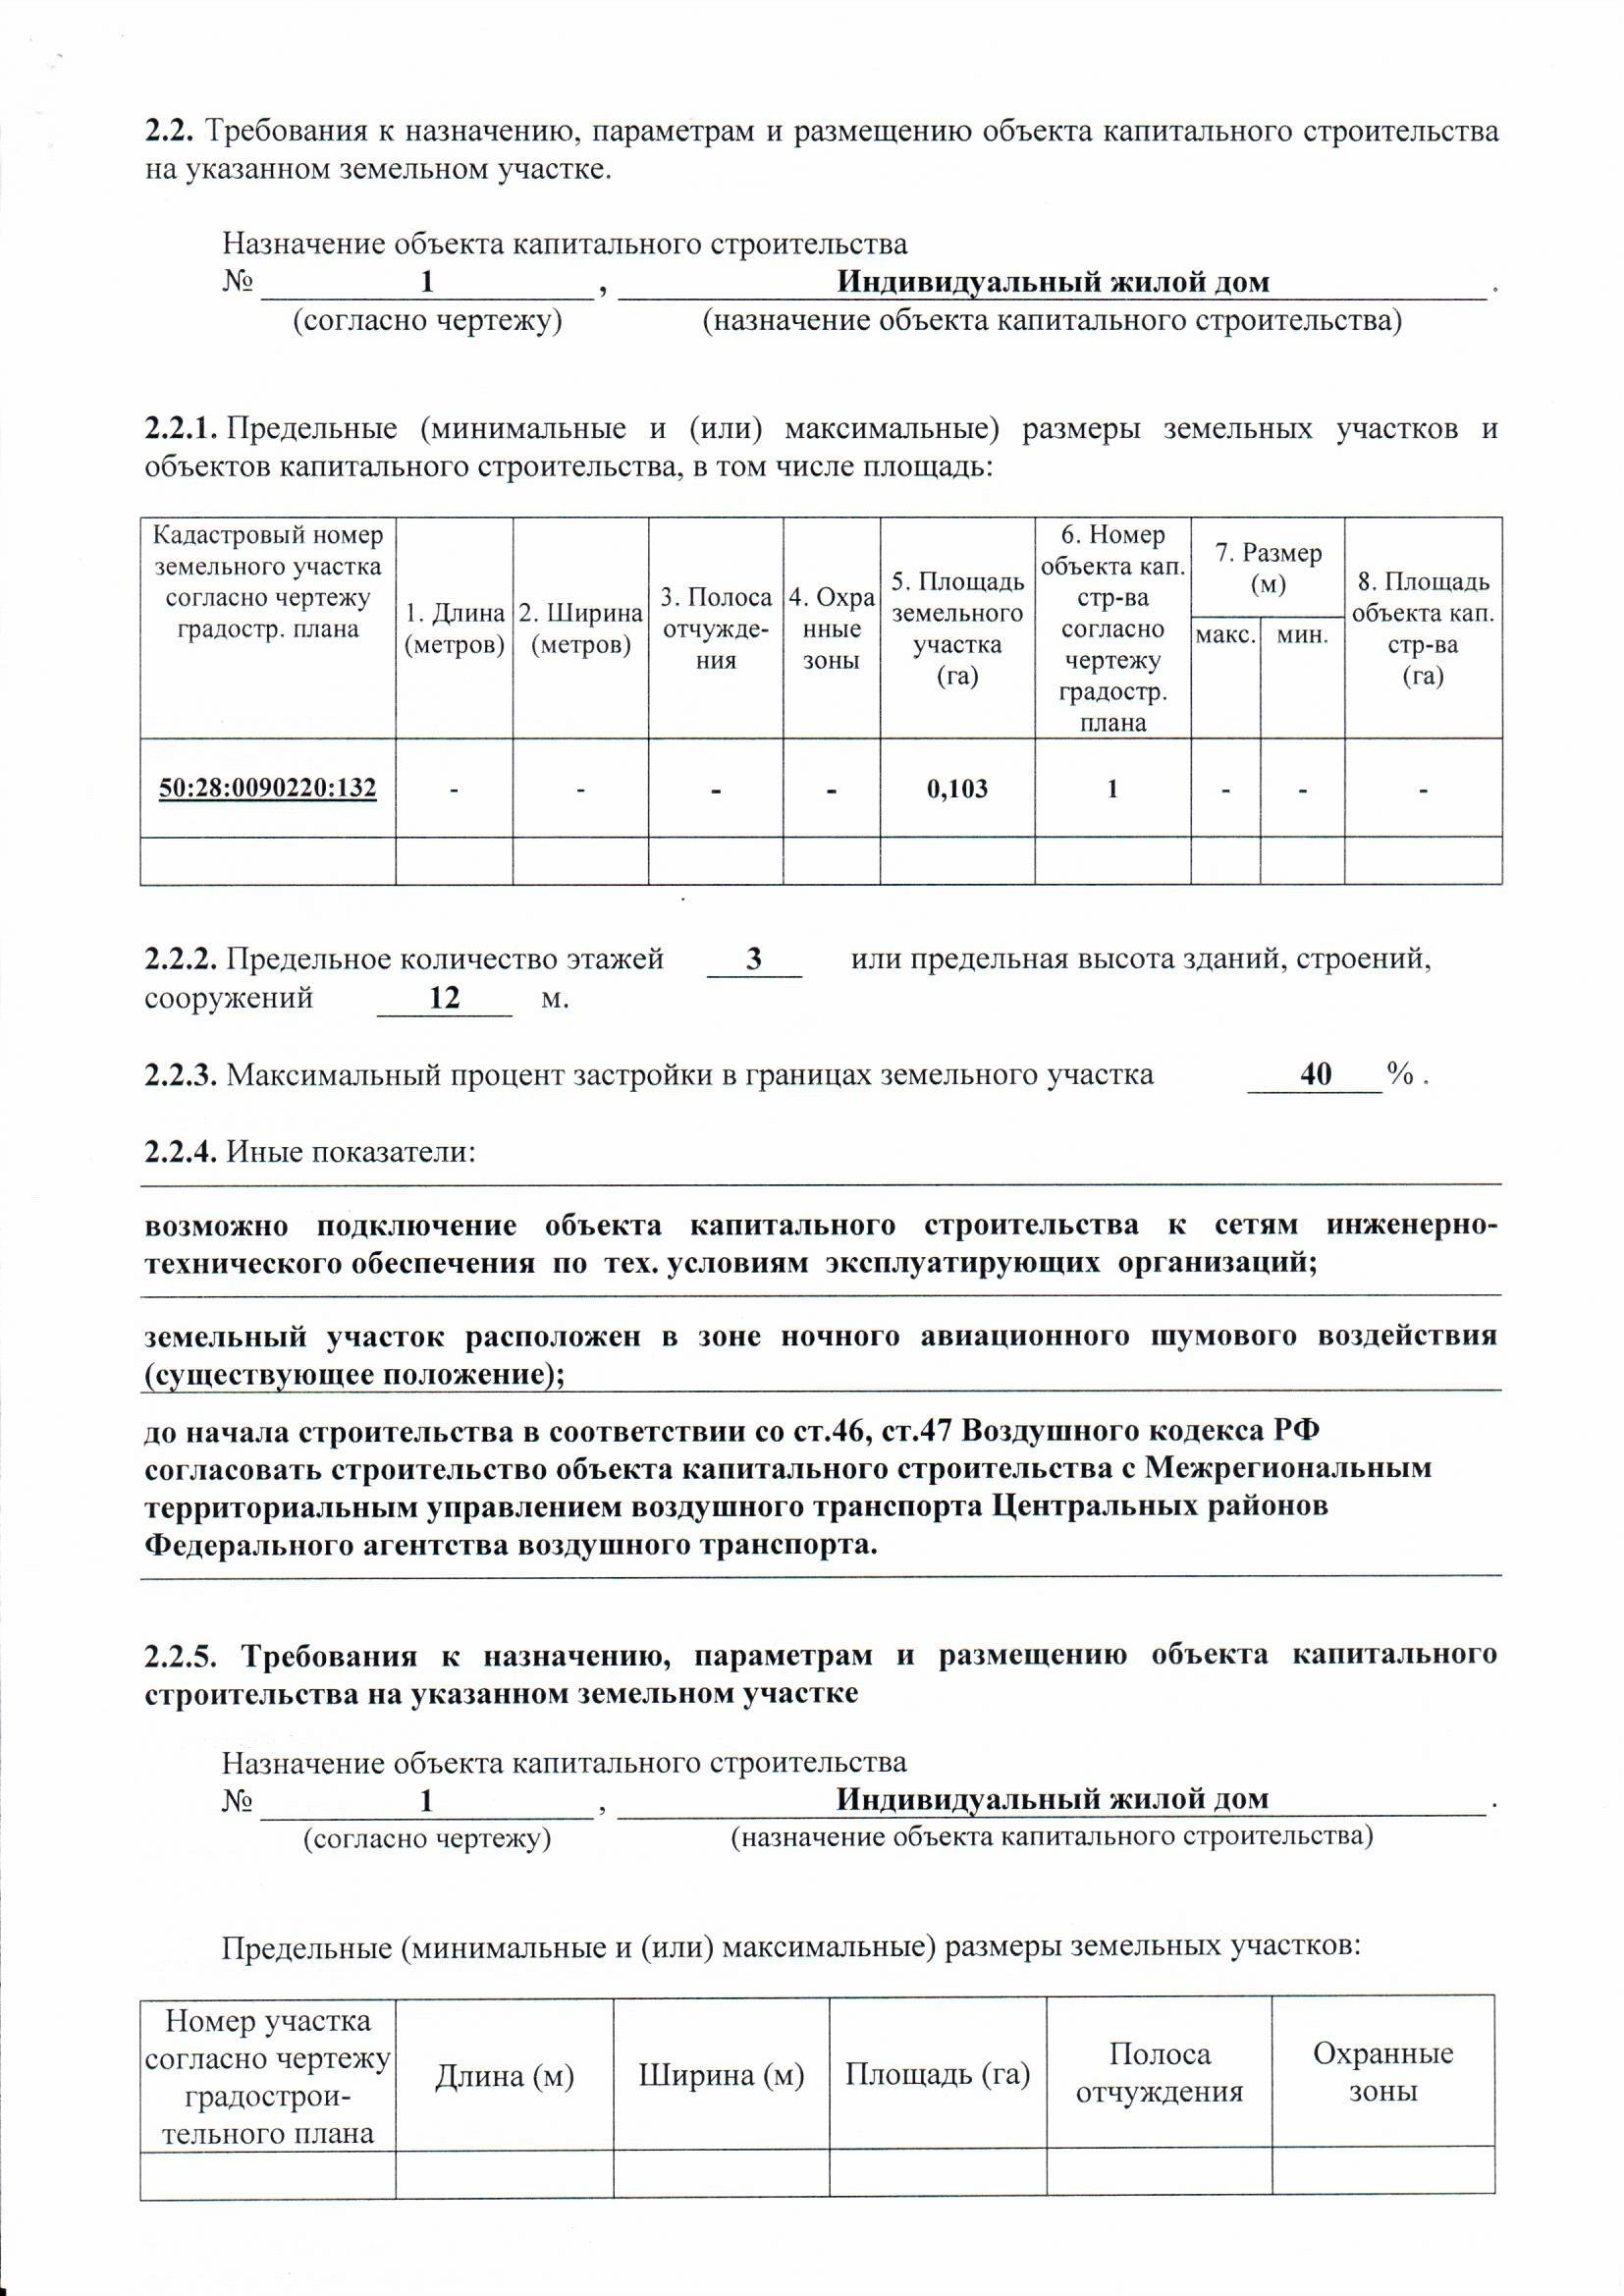 2.2. Требования к назначению, параметрам и размещению объекта капитального строительства
на указанном земельном участке.
Назначение объекта капитального строительства
№ 1 , Индивидуальный жилой дом .
(согласно чертежу) (назначение объекта капитального строительства)
2.2.1. Предельные (минимальные и (или) максимальные) размеры земельных участков и
объектов капитального строительства, в том числе площадь:
Кадастровый номер
земельного участка
согласно чертежу
градостр. плана
1. Длина
(метров)
2. Ширина
(метров)
3. Полоса
отчужде-
ния
4. Охра
нные
зоны
5. Площадь
земельного
участка
(га)
6. Номер
объекта кап.
стр-ва
согласно
чертежу
градостр.
плана
7. Размер
(м)
макс. мин.
8. Площадь
объекта кап.
стр-ва
(га)
50:28:0090220:132 - - - - 0,103 1 - - -
2.2.2. Предельное количество этажей 3 или предельная высота зданий, строений,
сооружений 12 м.
2.2.3. Максимальный процент застройки в границах земельного участка 40 % .
2.2.4. Иные показатели:
возможно подключение объекта капитального строительства к сетям инженерно-
технического обеспечения по тех. условиям эксплуатирующих организаций;
земельный участок расположен в зоне ночного авиационного шумового воздействия
(существующее положение);
до начала строительства в соответствии со ст.46, ст.47 Воздушного кодекса РФ
согласовать строительство объекта капитального строительства с Межрегиональным
территориальным управлением воздушного транспорта Центральных районов
Федерального агентства воздушного транспорта.
2.2.5. Требования к назначению, параметрам и размещению объекта капитального
строительства на указанном земельном участке
Назначение объекта капитального строительства
№ 1 , Индивидуальный жилой дом .
(согласно чертежу) (назначение объекта капитального строительства)
Предельные (минимальные и (или) максимальные) размеры земельных участков:
Номер участка
согласно чертежу
градострои-
тельного плана
Длина (м)
Ширина (м)
Площадь (га)
Полоса
отчуждения
Охранные
зоны